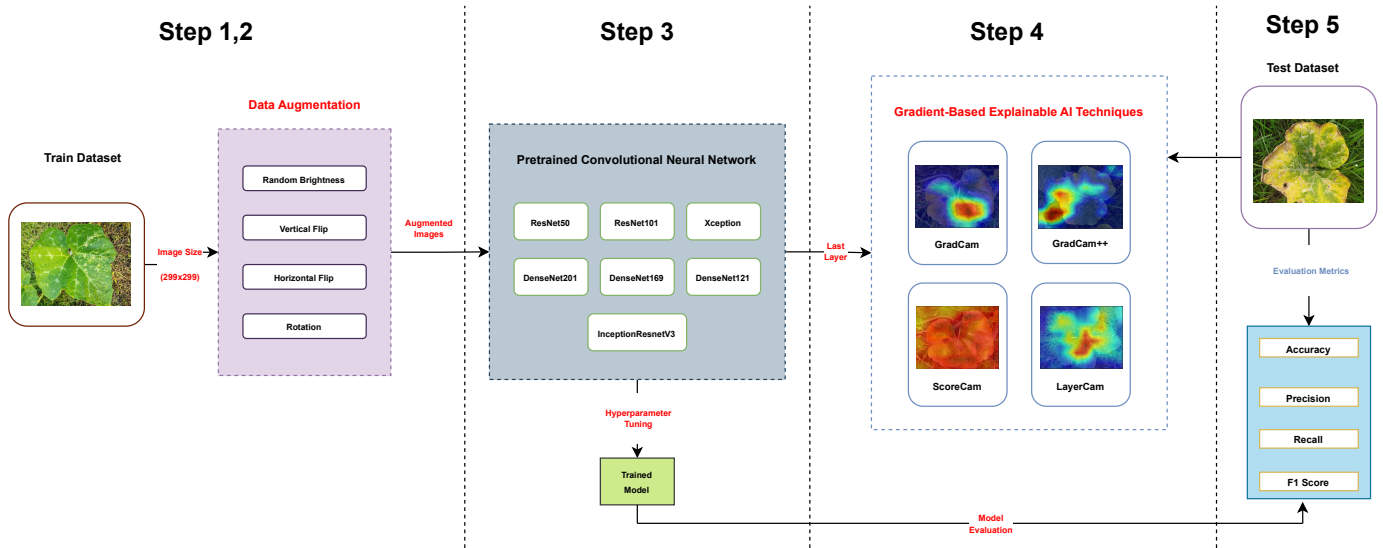 Step 1,2
Step 3
Step 4
Step 5
Train Dataset
Image Size
(299x299)
Data Augmentation
Random Brightness
Vertical Flip
Horizontal Flip
Rotation
Augmented
Images
Pretrained Convolutional Neural Network
ResNet50
ResNet101
Xception
DenseNet201
DenseNet169
DenseNet121
InceptionResnetV3
Hyperparameter
Tuning
Trained
Model
Last
Layer
Gradient-Based Explainable AI Techniques
GradCam
GradCam++
ScoreCam
LayerCam
Model
Evaluation
Test Dataset
Evaluation Metrics
Accuracy
Precision
Recall
F1 Score